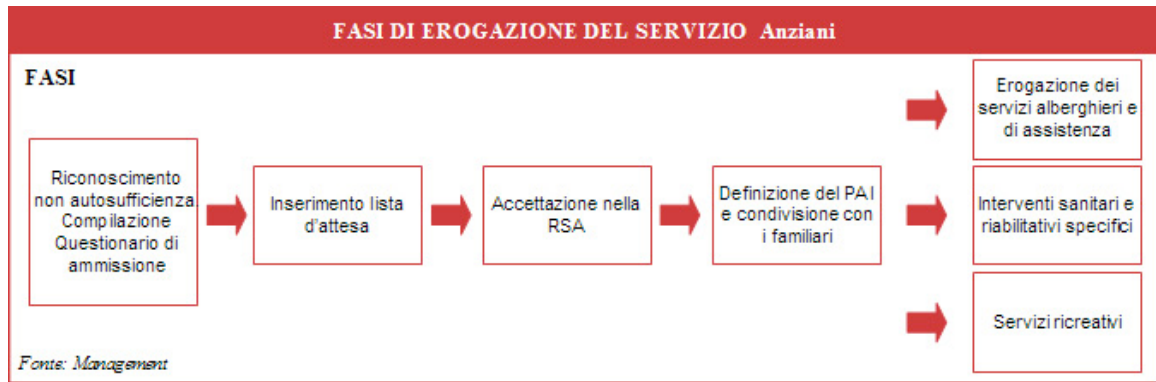 FASI DI EROGAZIONE DEL SERVIZIO Anziani
FASI
Riconoscimento
non autosufficienza.
Compilazione
Questionario di
ammissione
Inserimento lista
d'attesa
Accettazione nella
RSA
Definizione del PAI
e condivisione con
i familiari
Erogazione dei
servizi alberghieri e
di assistenza
Interventi sanitari e
riabilitativi specifici
Servizi ricreativi
Fonte: Management